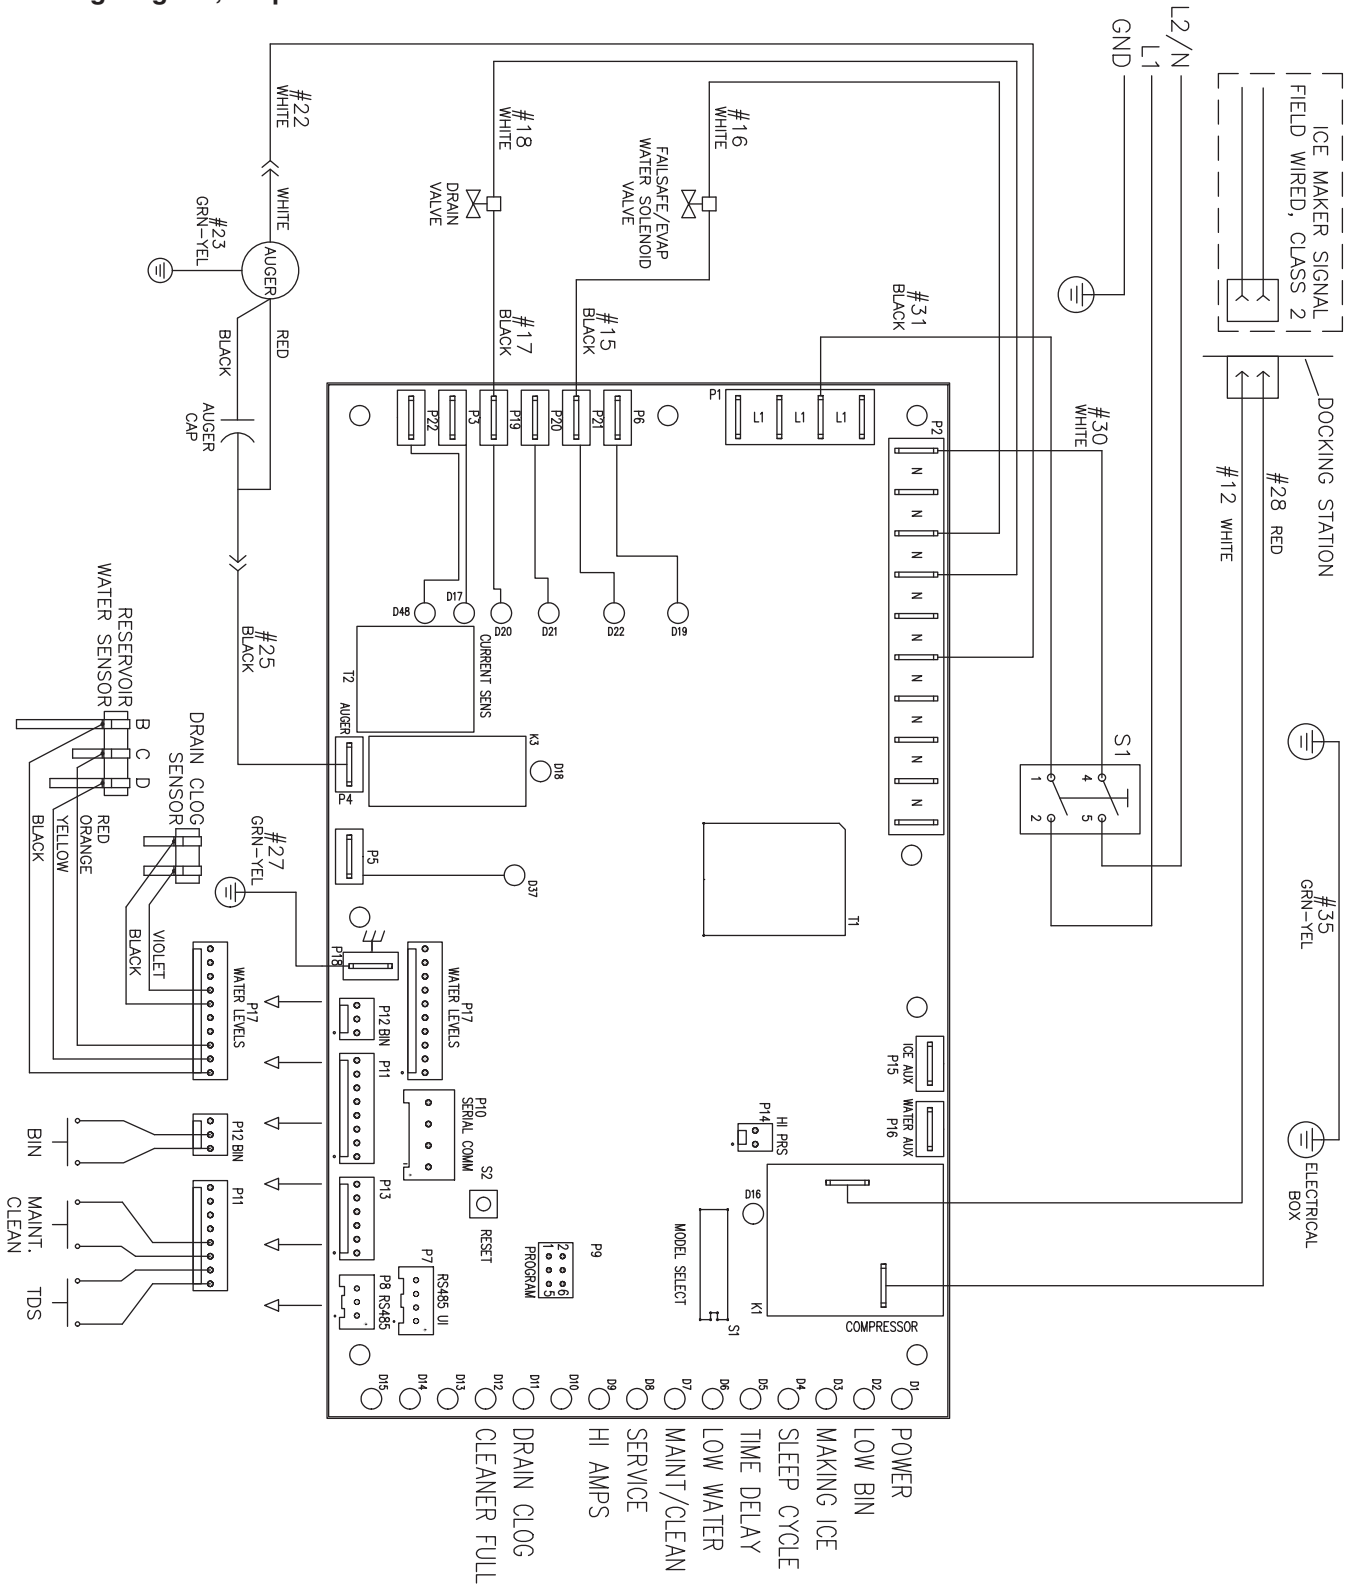 L2/N
L1
GND
ICE MAKER SIGNAL
FIELD WIRED, CLASS 2
DOCKING STATION
#28 RED
#12 WHITE
#35
GRN-YEL
ELECTRICAL
BOX
#22
WHITE
WHITE
#23
GRN-YEL
AUGER
RED
BLACK
AUGER
CAP
#25
BLACK
#18
WHITE
DRAIN
VALVE
#17
BLACK
#16
WHITE
FAILSAFE/EVAP
WATER SOLENOID
VALVE
#15
BLACK
#31
BLACK
#30
WHITE
S1
1
4
2
5
P22
P3
P19
P20
P21
P6
P1
L1
L1
L1
P2
N
N
N
N
N
N
N
N
N
D48
D17
D20
D21
D22
D19
CURRENT SENS
T2
AUGER
K3
D18
P4
P5
D37
T1
P18
P17
WATER LEVELS
P12 BIN
P11
P10
SERIAL COMM
P13
S2
RESET
P7
RS485 UI
P8 RS485
P9
2
6
1
5
PROGRAM
ICE AUX
P15
WATER AUX
P16
HI PRS
P14
D16
MODEL SELECT
S1
K1
COMPRESSOR
RESERVOIR
WATER SENSOR
B
C
D
DRAIN CLOG
SENSOR
RED
ORANGE
YELLOW
BLACK
VIOLET
BLACK
#27
GRN-YEL
P17
WATER LEVELS
P12 BIN
P11
BIN
MAINT.
CLEAN
TDS
D1
POWER
D2
LOW BIN
D3
MAKING ICE
D4
SLEEP CYCLE
D5
TIME DELAY
D6
LOW WATER
D7
MAINT/CLEAN
D8
SERVICE
D9
HI AMPS
D10
D11
DRAIN CLOG
D12
CLEANER FULL
D13
D14
D15